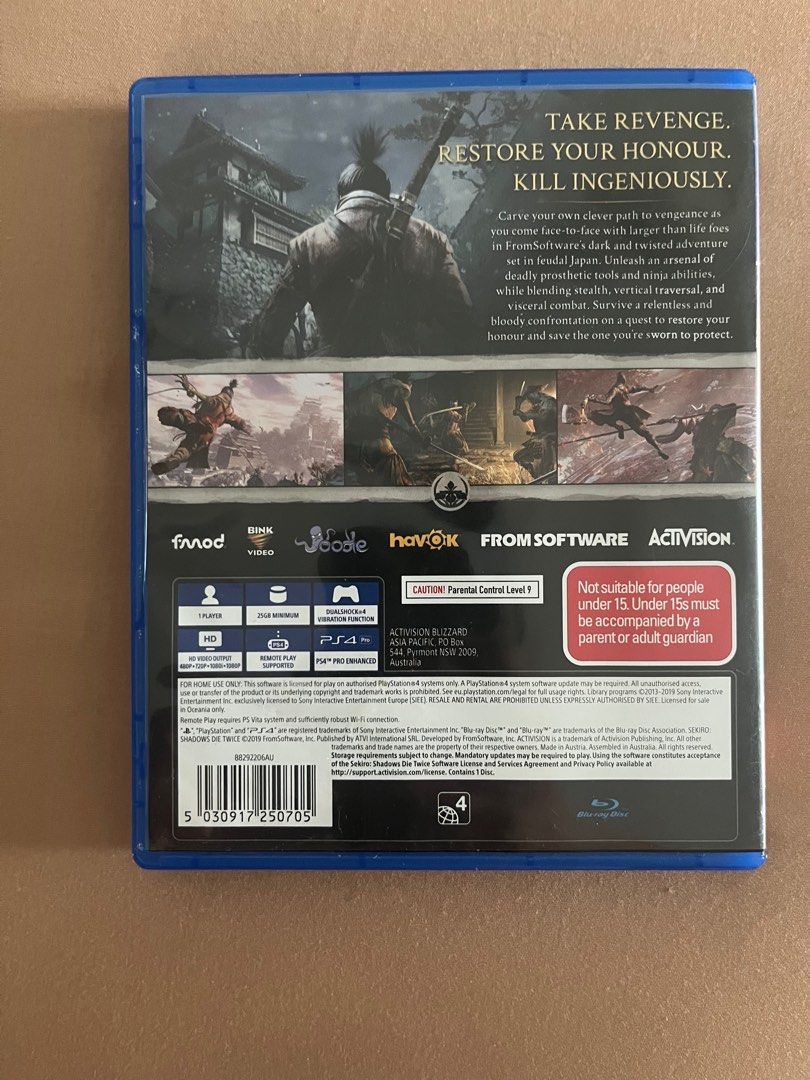 TAKE REVENGE.
RESTORE YOUR HONOUR.
KILL INGENIOUSLY.
Carve your own clever path to vengeance as
you come face-to-face with larger than life foes
in FromSoftware's dark and twisted adventure
set in feudal Japan. Unleash an arsenal of
deadly prosthetic tools and ninja abilities,
while blending stealth, vertical traversal, and
visceral combat. Survive a relentless and
bloody confrontation on a quest to restore your
honour and save the one you're sworn to protect.
fmod
BINK
VIDEO
Oodle
havok
FROMSOFTWARE
ACTIVISION
1 PLAYER
25GB MINIMUM
DUALSHOCK®4
VIBRATION FUNCTION
HD
HD VIDEO OUTPUT
480P•720P•1080i•1080P
PS4
REMOTE PLAY
SUPPORTED
PS4 Pro
PS4™ PRO ENHANCED
CAUTION! Parental Control Level 9
ACTIVISION BLIZZARD
ASIA PACIFIC, PO Box
544, Pyrmont NSW 2009,
Australia
Not suitable for people
under 15. Under 15s must
be accompanied by a
parent or adult guardian
FOR HOME USE ONLY: This software is licensed for play on authorised PlayStation®4 systems only. A PlayStation®4 system software update may be required. All unauthorised access,
use or transfer of the product or its underlying copyright and trademark works is prohibited. See eu.playstation.com/legal for full usage rights. Library programs ©2013-2019 Sony Interactive
Entertainment Inc. exclusively licensed to Sony Interactive Entertainment Europe (SIEE). RESALE AND RENTAL ARE PROHIBITED UNLESS EXPRESSLY AUTHORISED BY SIEE. Licensed for sale
in Oceania only.
Remote Play requires PS Vita system and sufficiently robust Wi-Fi connection.
"PlayStation" and "PS4" are registered trademarks of Sony Interactive Entertainment Inc. "Blu-ray Disc™" and "Blu-ray™" are trademarks of the Blu-ray Disc Association. SEKIRO:
SHADOWS DIE TWICE ©2019 FromSoftware, Inc. Published by ATVI International SRL. Developed by FromSoftware, Inc. ACTIVISION is a trademark of Activision Publishing, Inc. All other
trademarks and trade names are the property of their respective owners. Made in Austria. Assembled in Australia. All rights reserved.
Storage requirements subject to change. Mandatory updates may be required to play. Using the software constitutes acceptance
of the Sekiro: Shadows Die Twice Software License and Services Agreement and Privacy Policy available at
http://support.activision.com/license. Contains 1 Disc.
88292206AU
5 030917 250705
4
Blu-ray Disc